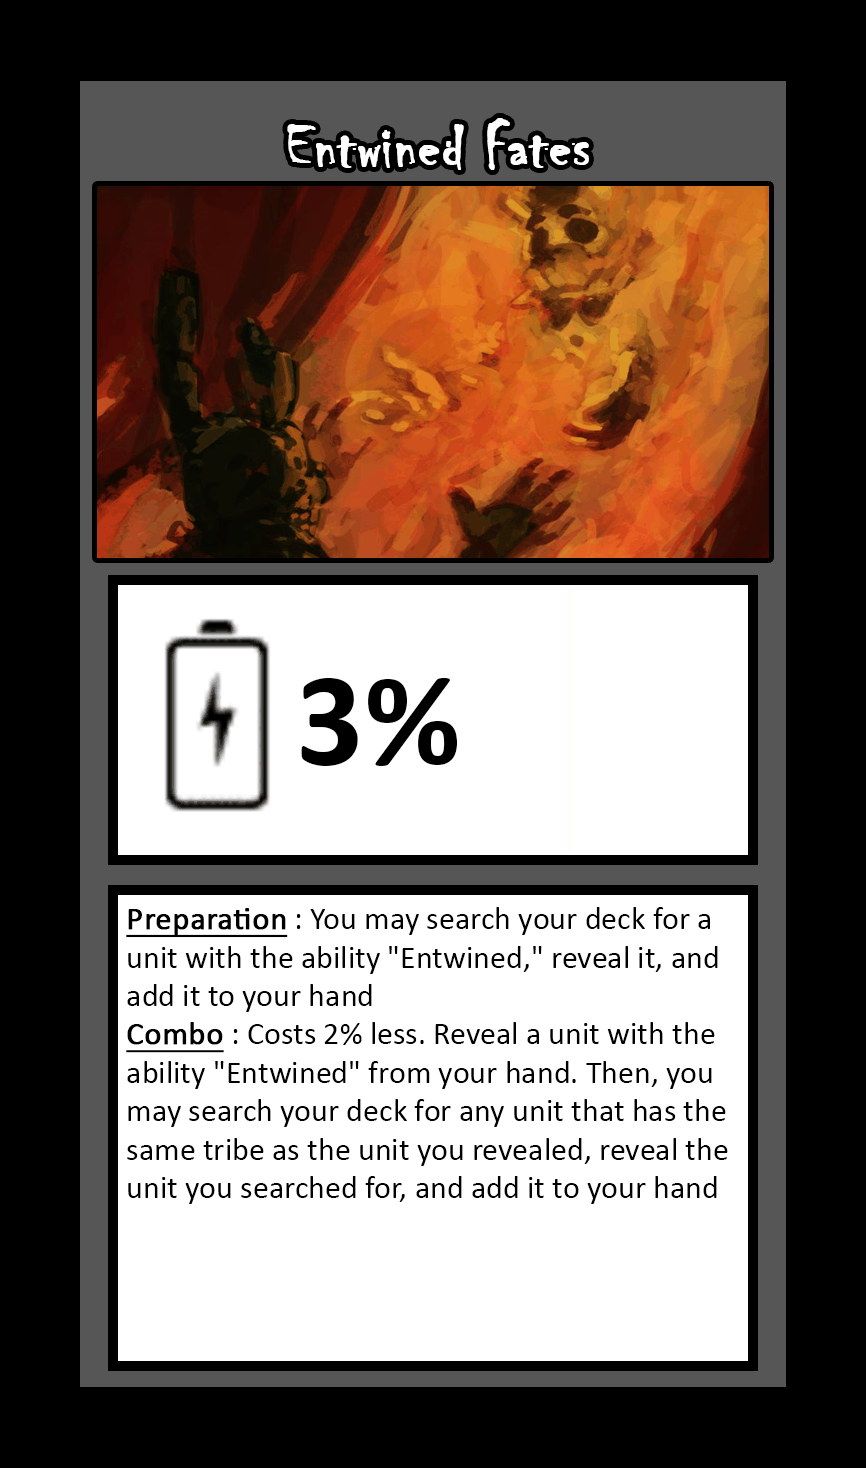 Entwined Fates
3%
Preparation : You may search your deck for a
unit with the ability "Entwined," reveal it, and
add it to your hand
Combo : Costs 2% less. Reveal a unit with the
ability "Entwined" from your hand. Then, you
may search your deck for any unit that has the
same tribe as the unit you revealed, reveal the
unit you searched for, and add it to your hand